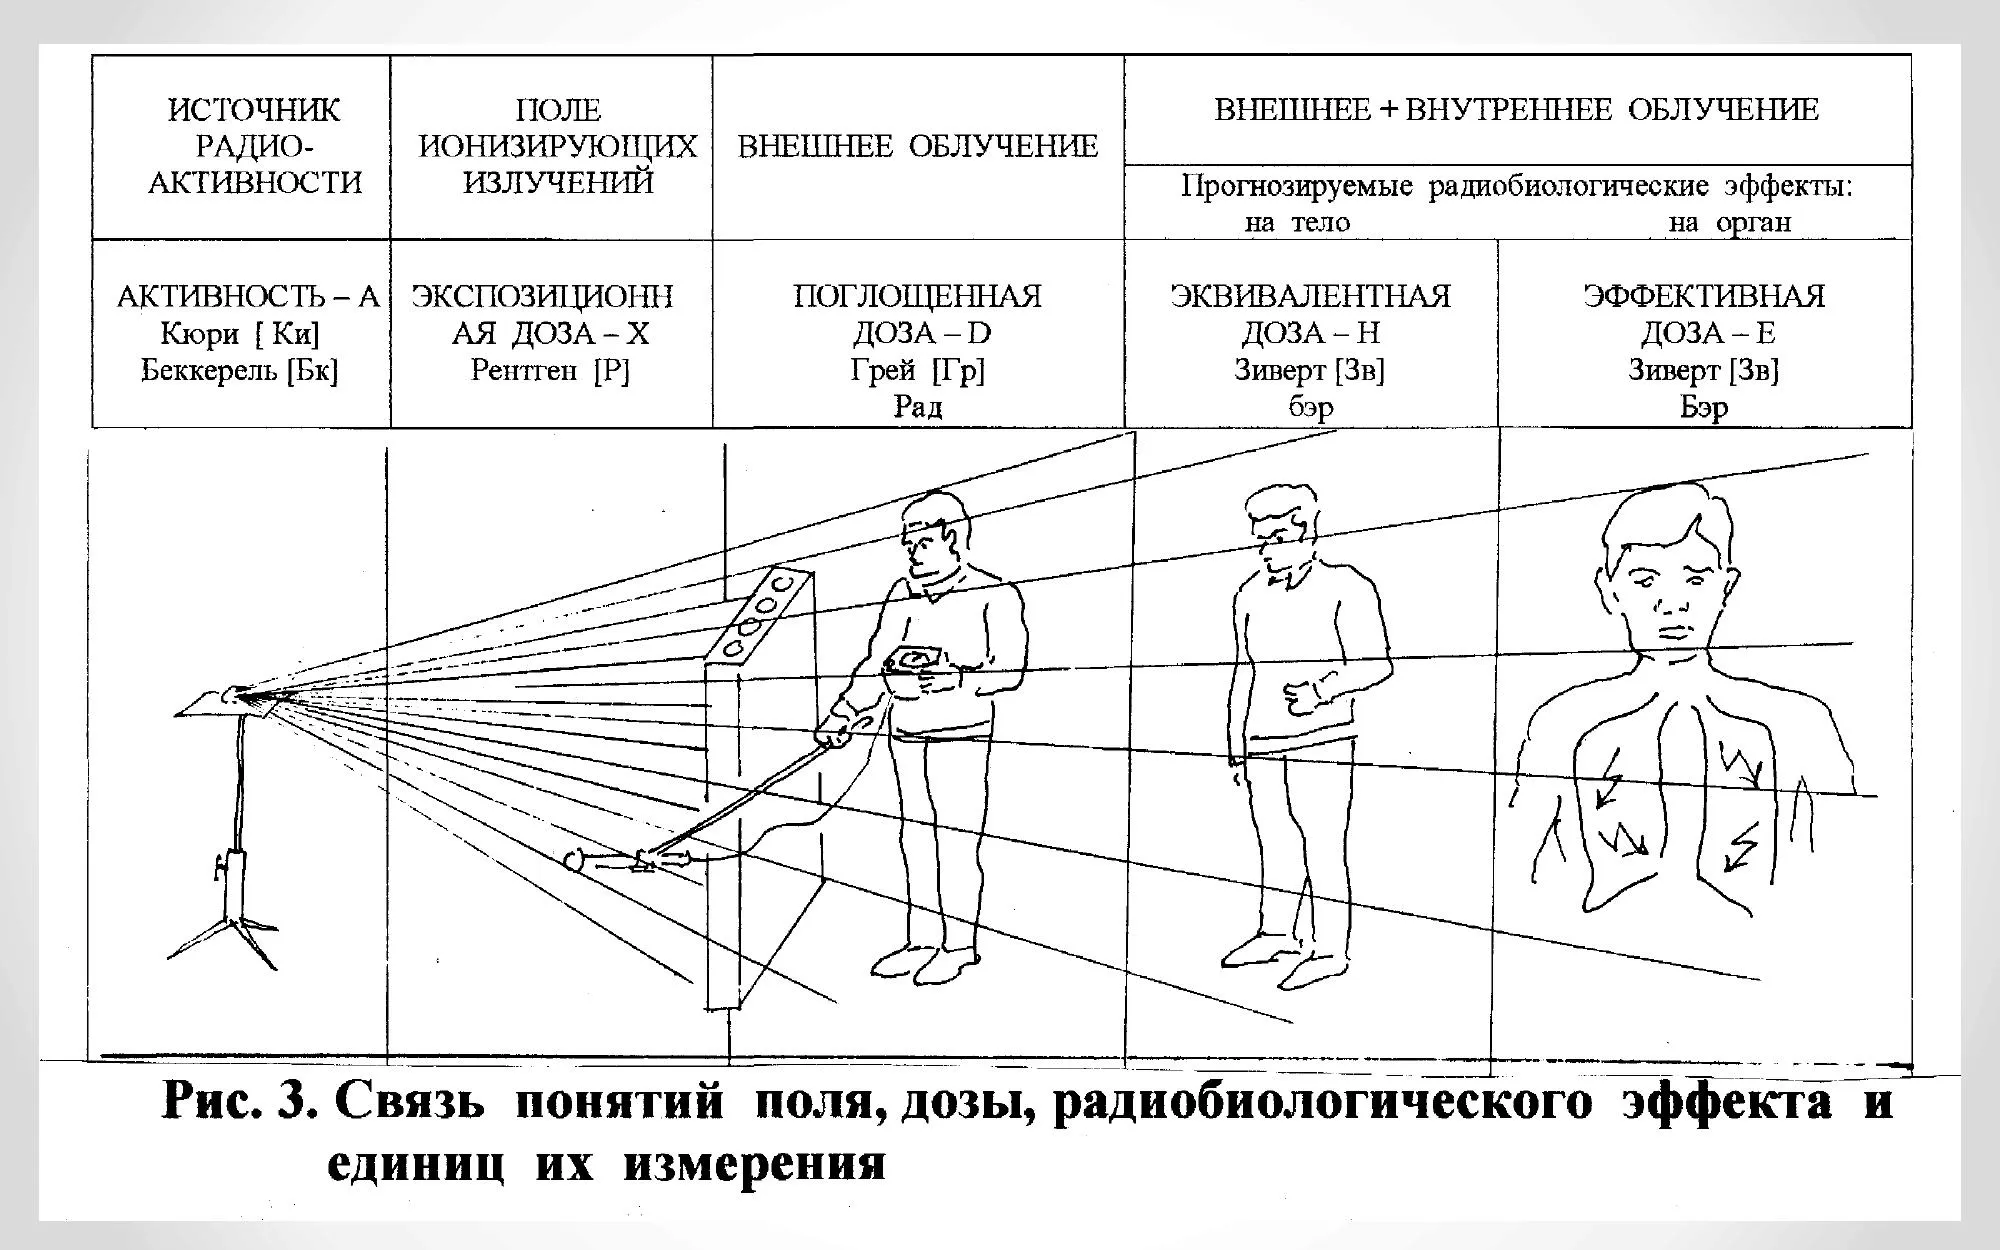 ИСТОЧНИК
РАДИО-
АКТИВНОСТИ
ПОЛЕ
ИОНИЗИРУЮЩИХ
ИЗЛУЧЕНИЙ
ВНЕШНЕЕ ОБЛУЧЕНИЕ
ВНЕШНЕЕ + ВНУТРЕННЕЕ ОБЛУЧЕНИЕ
Прогнозируемые радиобиологические эффекты:
на тело на орган
АКТИВНОСТЬ – А
Кюри [ Ки]
Беккерель [Бк]
ЭКСПОЗИЦИОНН
АЯ ДОЗА – Х
Рентген [Р]
ПОГЛОЩЕННАЯ
ДОЗА – D
Грей [Гр]
Рад
ЭКВИВАЛЕНТНАЯ
ДОЗА – Н
Зиверт [Зв]
бэр
ЭФФЕКТИВНАЯ
ДОЗА – Е
Зиверт [Зв]
Бэр
Рис. 3. Связь понятий поля, дозы, радиобиологического эффекта и
единиц их измерения